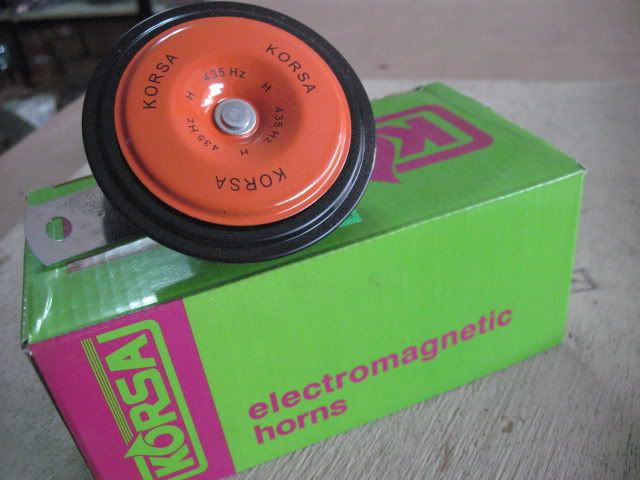 KORSA
KORSA
435 Hz
H
H
435 Hz
435 Hz
H
KORSA
K
KORSA
electromagnetic
horns